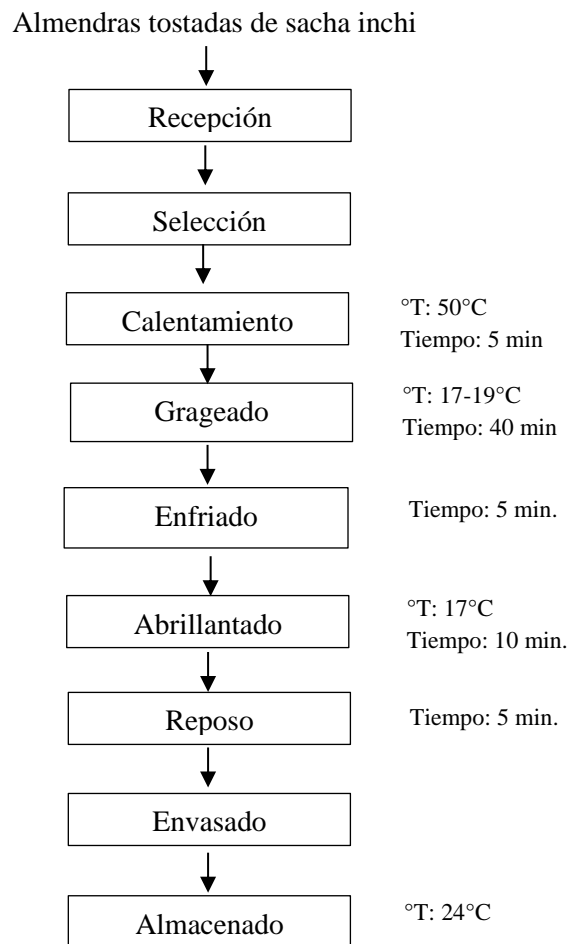 Almendras tostadas de sacha inchi
Recepción
Selección
Calentamiento
°T: 50°C
Tiempo: 5 min
Grageado
°T: 17-19°C
Tiempo: 40 min
Enfriado
Tiempo: 5 min.
Abrillantado
°T: 17°C
Tiempo: 10 min.
Reposo
Tiempo: 5 min.
Envasado
Almacenado
°T: 24°C